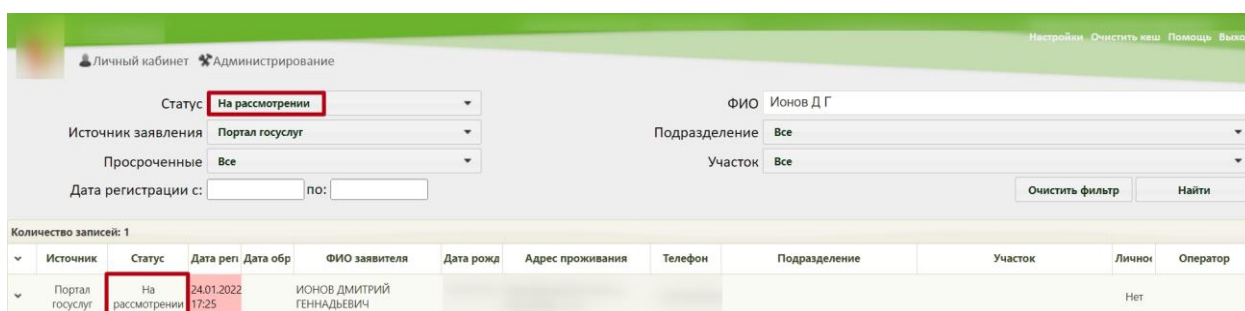 Настройки Очистить кеш Помощь
Личный кабинет Администрирование
Статус На рассмотрении ФИО Ионов Д Г
Источник заявления Портал госуслуг Подразделение Все
Просроченные Все Участок Все
Дата регистрации с: по: Очистить фильтр Найти
Количество записей: 1
Источник Статус Дата реги Дата обр ФИО заявителя Дата рожд Адрес проживания Телефон Подразделение Участок Личное Оператор
Портал На 24.01.2022 ИОНОВ ДМИТРИЙ
госуслуг рассмотрении 17:25 ГЕННАДЬЕВИЧ Нет